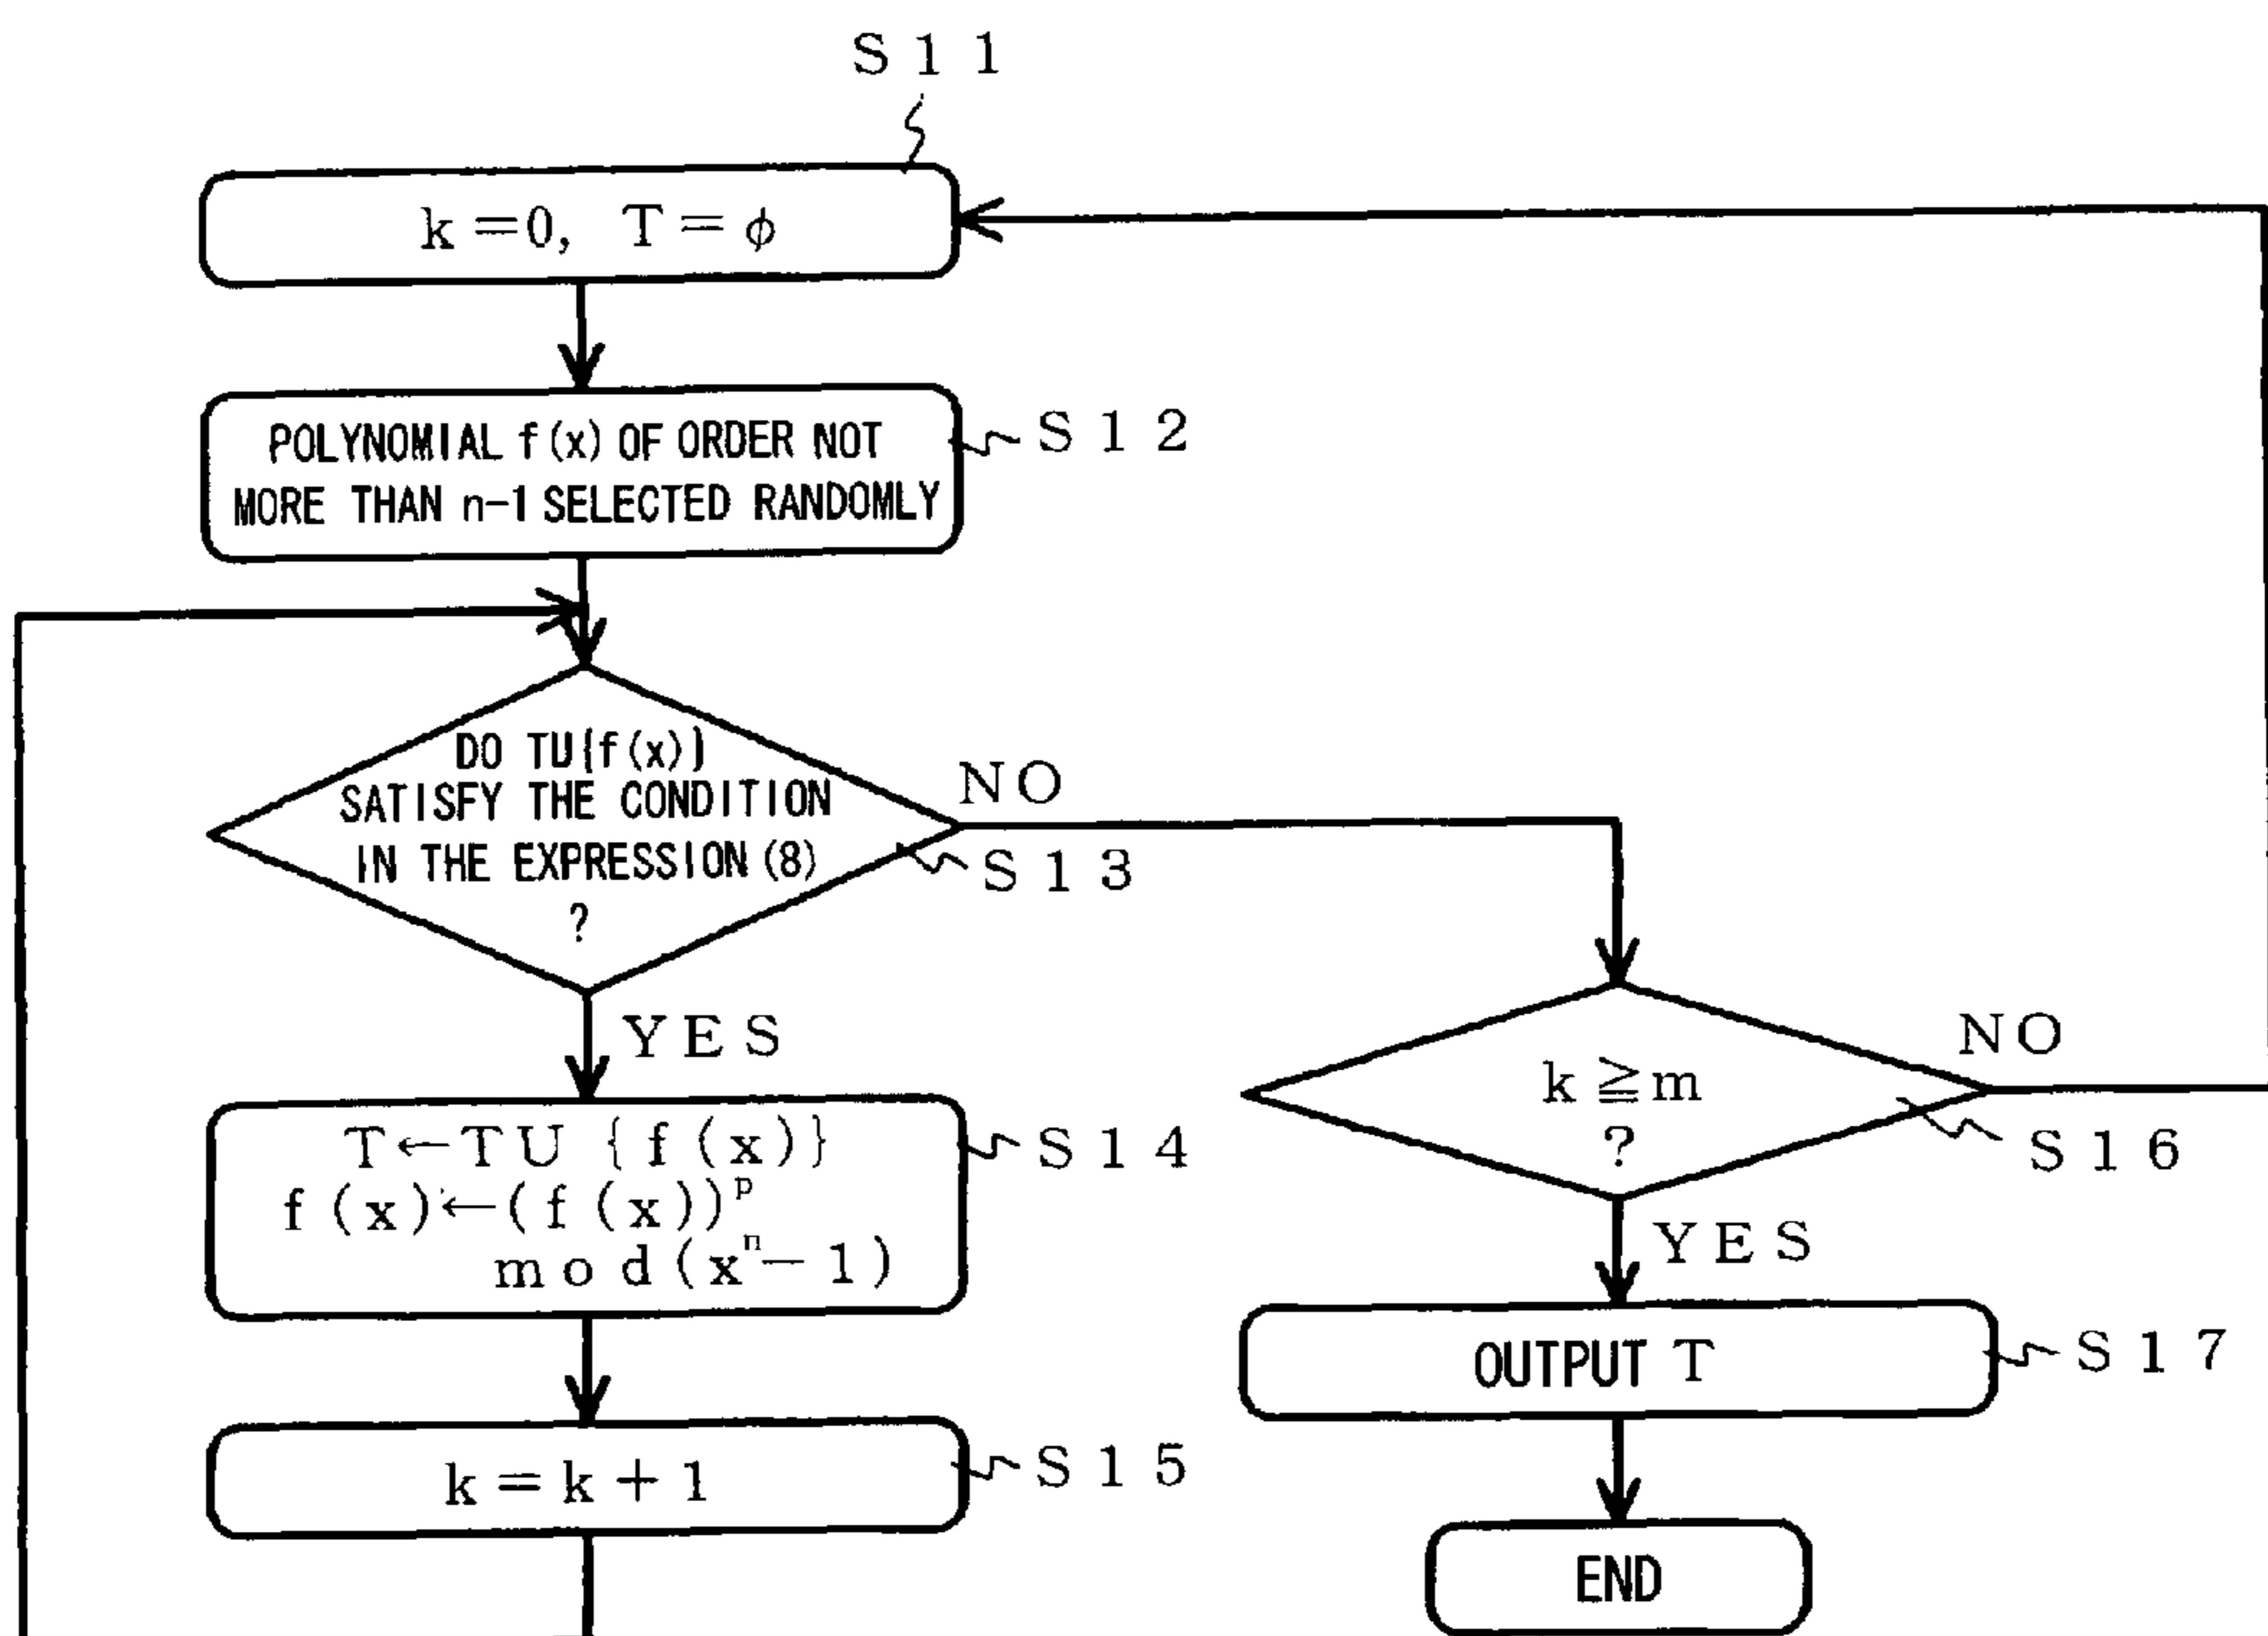 S11
k=0, T=ϕ
POLYNOMIAL f(x) OF ORDER NOT
MORE THAN n-1 SELECTED RANDOMLY
S12
DO TU{f(x)}
SATISFY THE CONDITION
IN THE EXPRESSION (8)
?
NO
S13
YES
T←TU {f(x)}
f(x)←(f(x))^p
mod(x^n-1)
S14
k=k+1
S15
k≧m
?
NO
S16
YES
OUTPUT T
S17
END